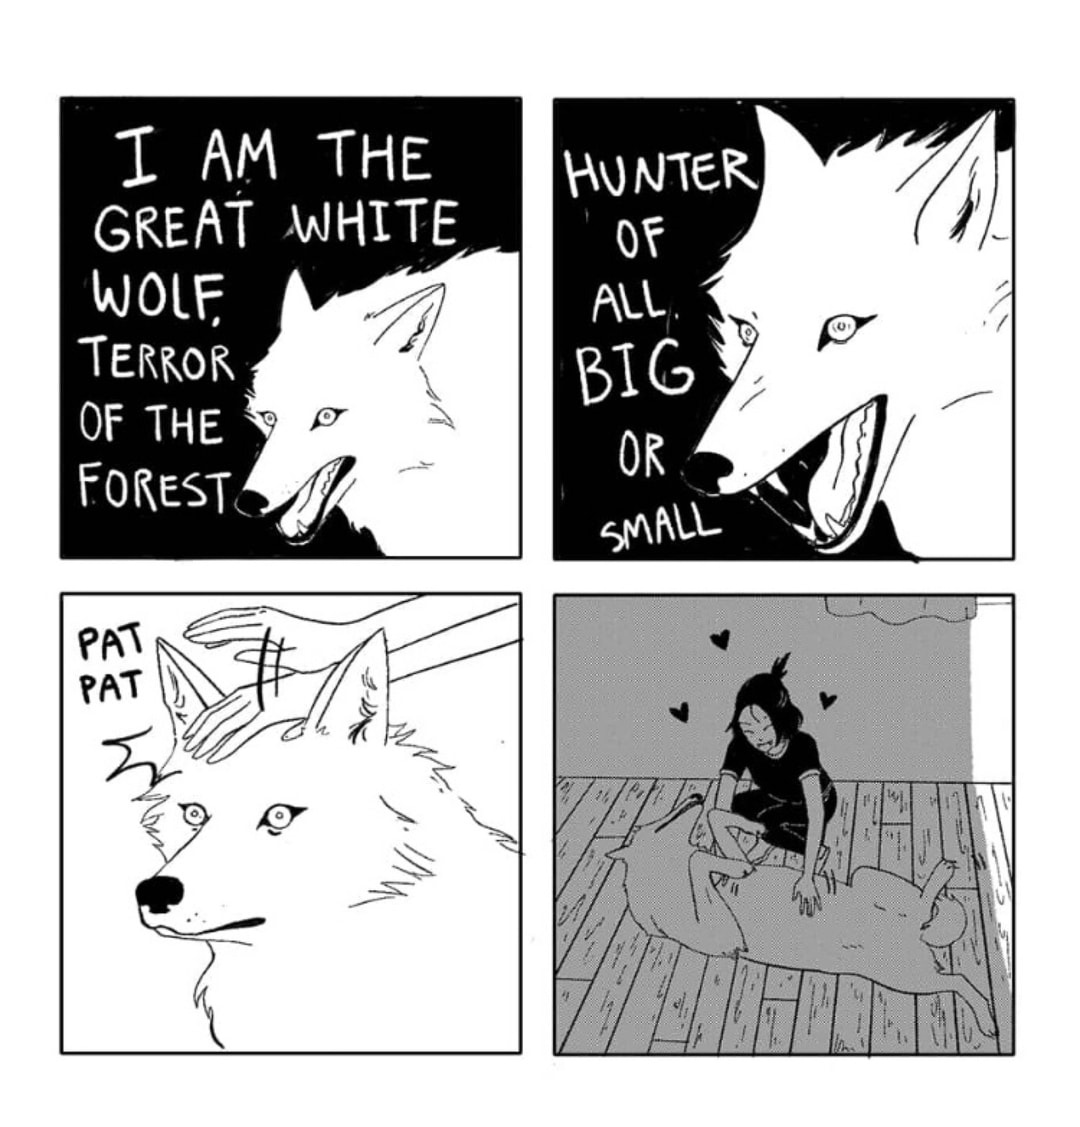 I AM THE
GREAT WHITE
WOLF,
TERROR
OF THE
FOREST
HUNTER
OF
ALL
BIG
OR
SMALL
PAT
PAT